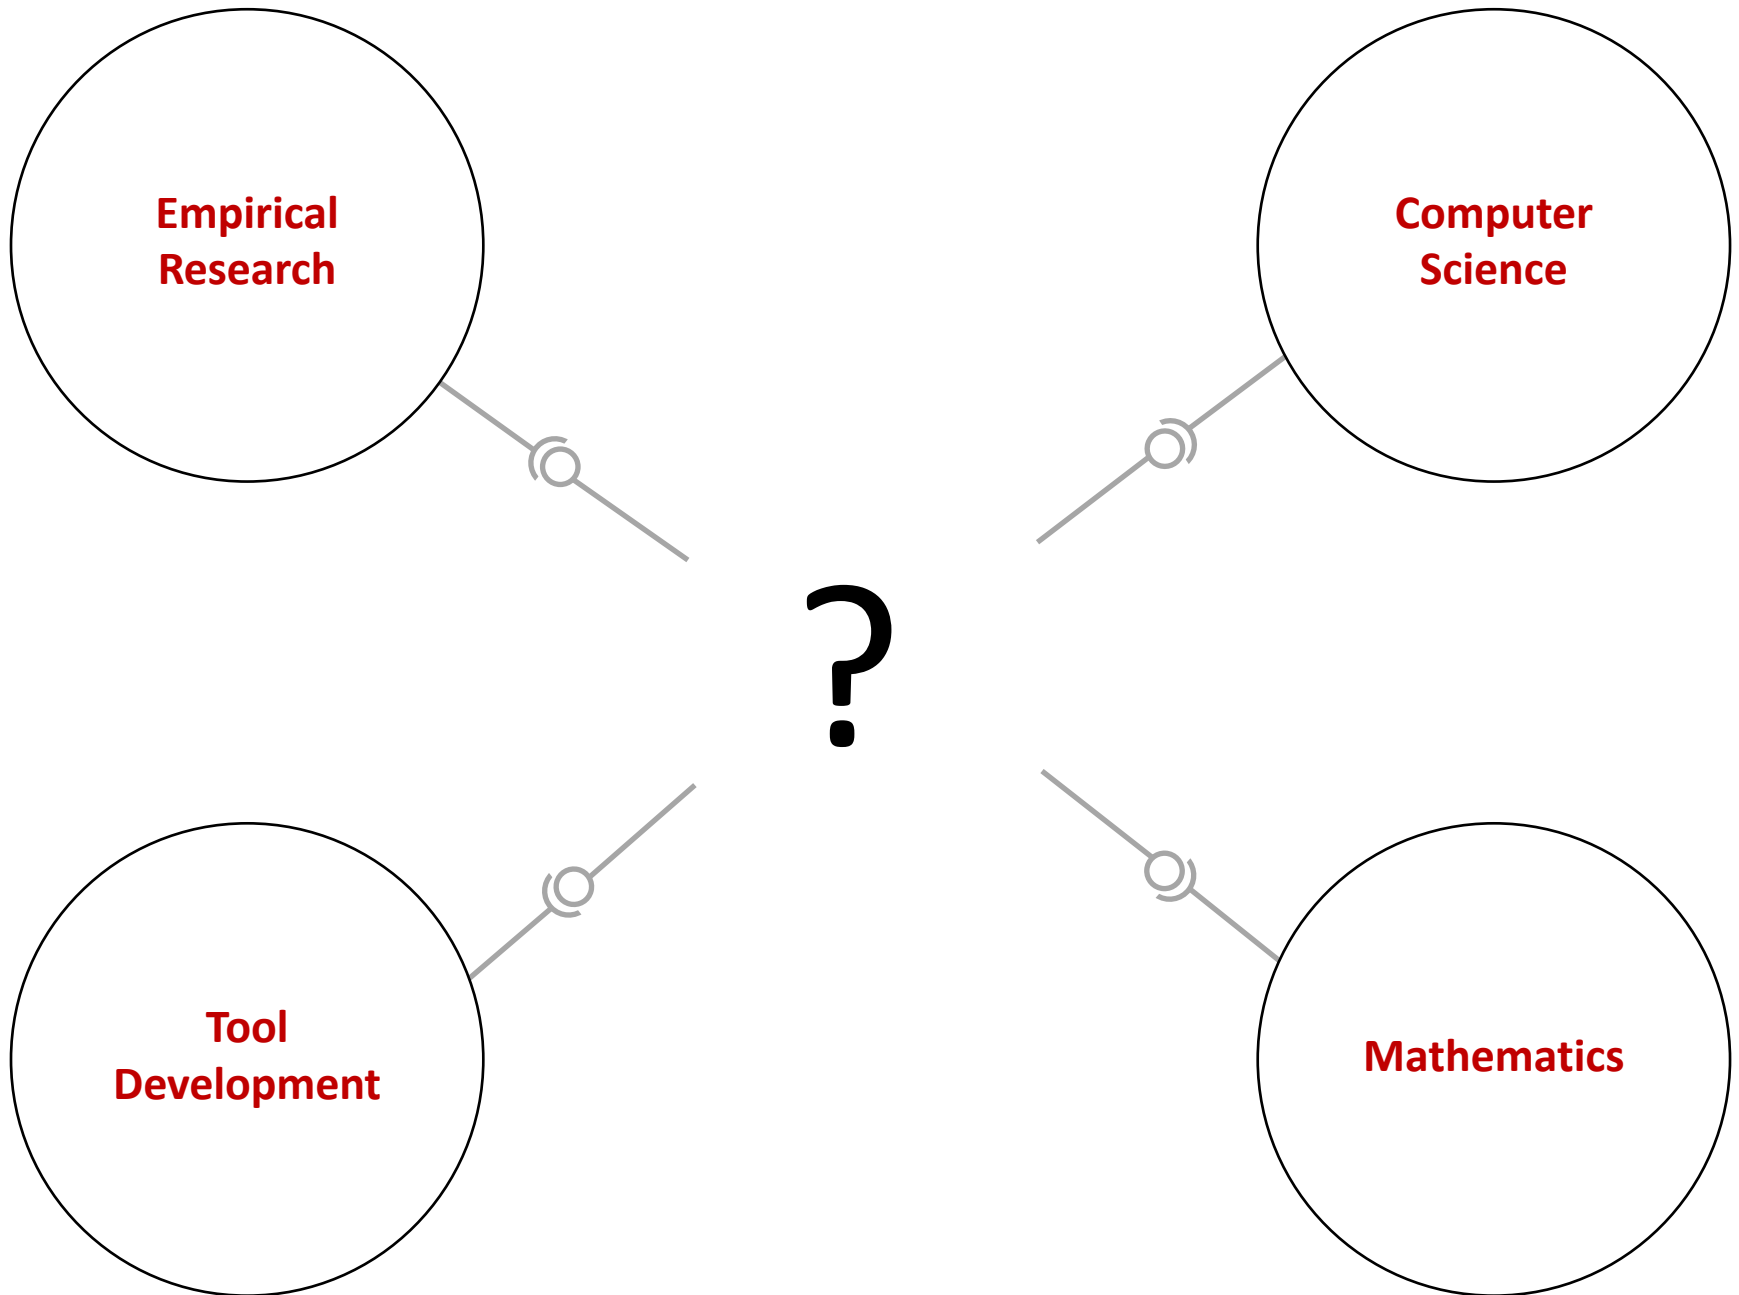 Empirical
Research
Computer
Science
?
Tool
Development
Mathematics